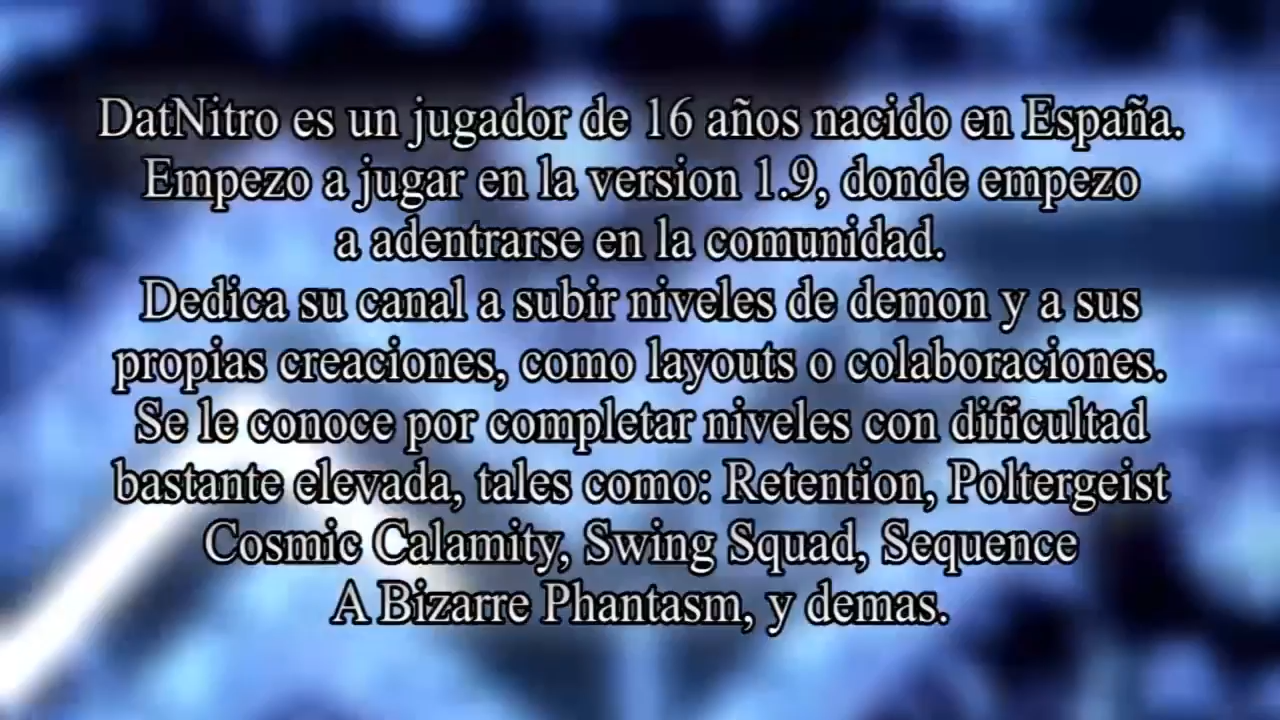 DatNitro es un jugador de 16 años nacido en España.
Empezo a jugar en la version 1.9, donde empezo
a adentrarse en la comunidad.
Dedica su canal a subir niveles de demon y a sus
propias creaciones, como layouts o colaboraciones.
Se le conoce por completar niveles con dificultad
bastante elevada, tales como: Retention, Poltergeist
Cosmic Calamity, Swing Squad, Sequence
A Bizarre Phantasm, y demas.